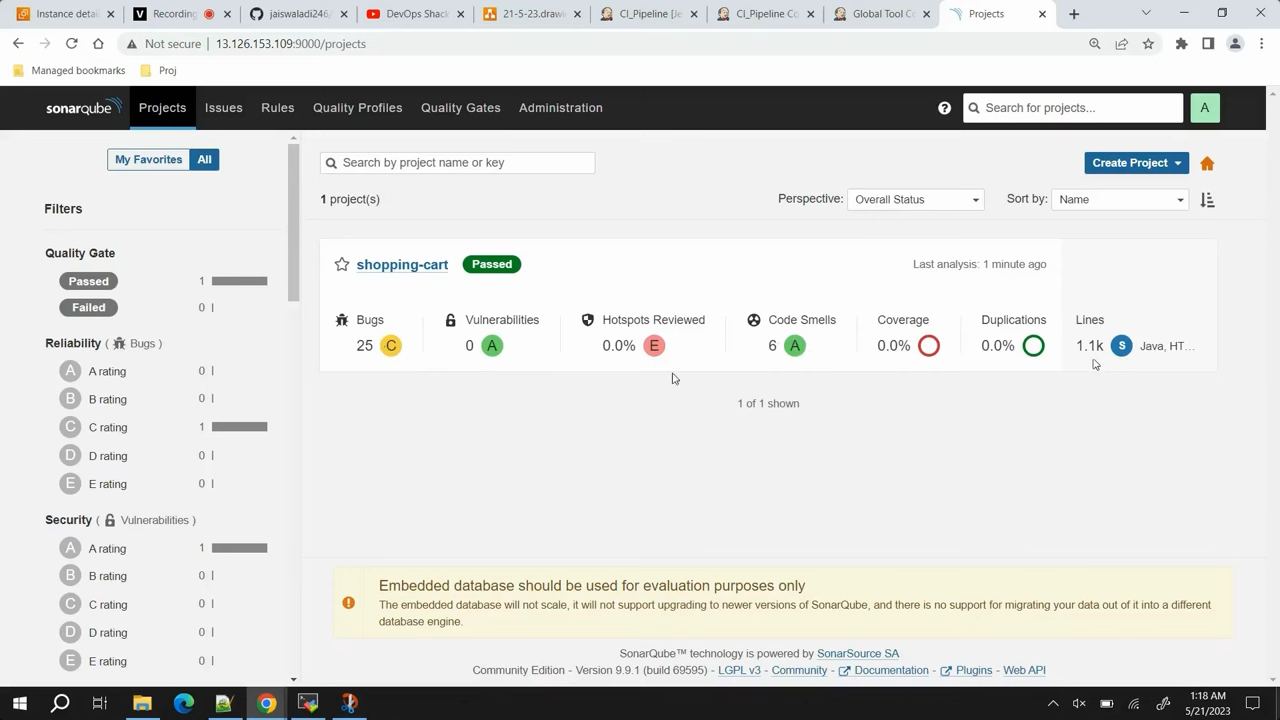 Instance detail
Recording
jaiswaladi246/
DevOps Shack
21-5-23.drawi
CI_Pipeline [Je
CI_Pipeline Co
Global Tool Co
Projects
Not secure
13.126.153.109:9000/projects
Managed bookmarks
Proj
sonarqube
Projects
Issues
Rules
Quality Profiles
Quality Gates
Administration
Search for projects...
A
My Favorites
All
Search by project name or key
Create Project
1 project(s)
Perspective:
Overall Status
Sort by:
Name
Filters
Quality Gate
Passed 1
Failed 0
Reliability ( Bugs )
A A rating 0
B B rating 0
C C rating 1
D D rating 0
E E rating 0
Security ( Vulnerabilities )
A A rating 1
B B rating 0
C C rating 0
D D rating 0
E E rating 0
shopping-cart
Passed
Last analysis: 1 minute ago
Bugs
Vulnerabilities
Hotspots Reviewed
Code Smells
Coverage
Duplications
Lines
25 C
0 A
0.0% E
6 A
0.0%
0.0%
1.1k S Java, HT...
1 of 1 shown
Embedded database should be used for evaluation purposes only
The embedded database will not scale, it will not support upgrading to newer versions of SonarQube, and there is no support for migrating your data out of it into a different
database engine.
SonarQube™ technology is powered by SonarSource SA
Community Edition - Version 9.9.1 (build 69595) - LGPL v3 - Community - Documentation - Plugins - Web API
1:18 AM
5/21/2023